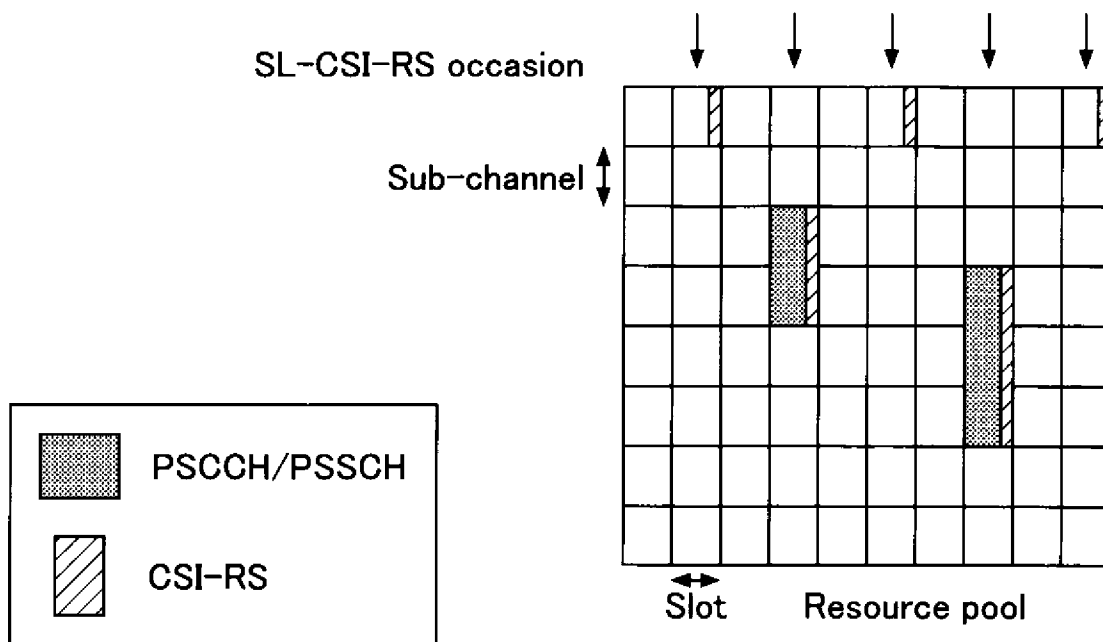 SL-CSI-RS occasion
Sub-channel
PSCCH/PSSCH
CSI-RS
Slot
Resource pool